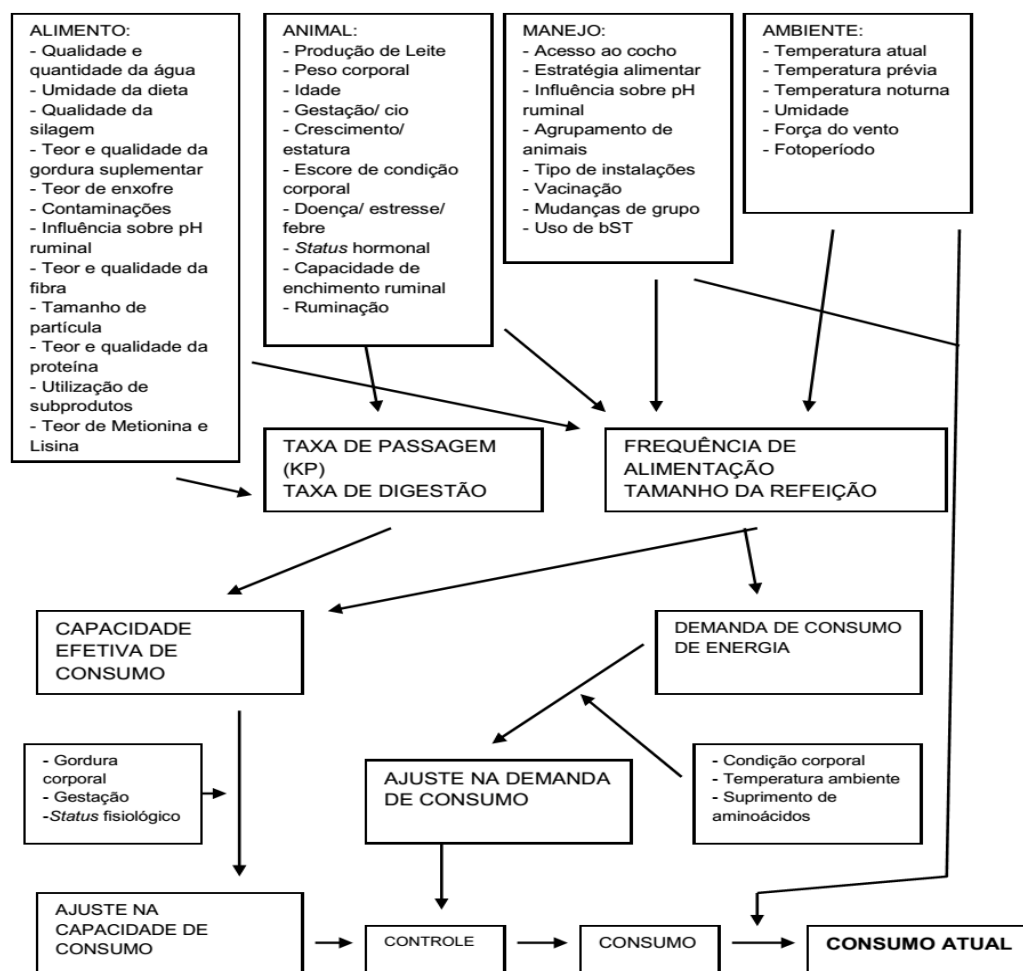 ALIMENTO:
- Qualidade e
quantidade da água
- Umidade da dieta
- Qualidade da
silagem
- Teor e qualidade da
gordura suplementar
- Teor de enxofre
- Contaminações
- Influência sobre pH
ruminal
- Teor e qualidade da
fibra
- Tamanho de
partícula
- Teor e qualidade da
proteína
- Utilização de
subprodutos
- Teor de Metionina e
Lisina
ANIMAL:
- Produção de Leite
- Peso corporal
- Idade
- Gestação/ cio
- Crescimento/
estatura
- Escore de condição
corporal
- Doença/ estresse/
febre
- Status hormonal
- Capacidade de
enchimento ruminal
- Ruminação
MANEJO:
- Acesso ao cocho
- Estratégia alimentar
- Influência sobre pH
ruminal
- Agrupamento de
animais
- Tipo de instalações
- Vacinação
- Mudanças de grupo
- Uso de bST
AMBIENTE:
- Temperatura atual
- Temperatura prévia
- Temperatura noturna
- Umidade
- Força do vento
- Fotoperíodo
TAXA DE PASSAGEM
(KP)
TAXA DE DIGESTÃO
FREQUÊNCIA DE
ALIMENTAÇÃO
TAMANHO DA REFEIÇÃO
CAPACIDADE
EFETIVA DE
CONSUMO
DEMANDA DE CONSUMO
DE ENERGIA
- Gordura
corporal
- Gestação
-Status fisiológico
AJUSTE NA DEMANDA
DE CONSUMO
- Condição corporal
- Temperatura ambiente
- Suprimento de
aminoácidos
AJUSTE NA
CAPACIDADE DE
CONSUMO
CONTROLE
CONSUMO
CONSUMO ATUAL